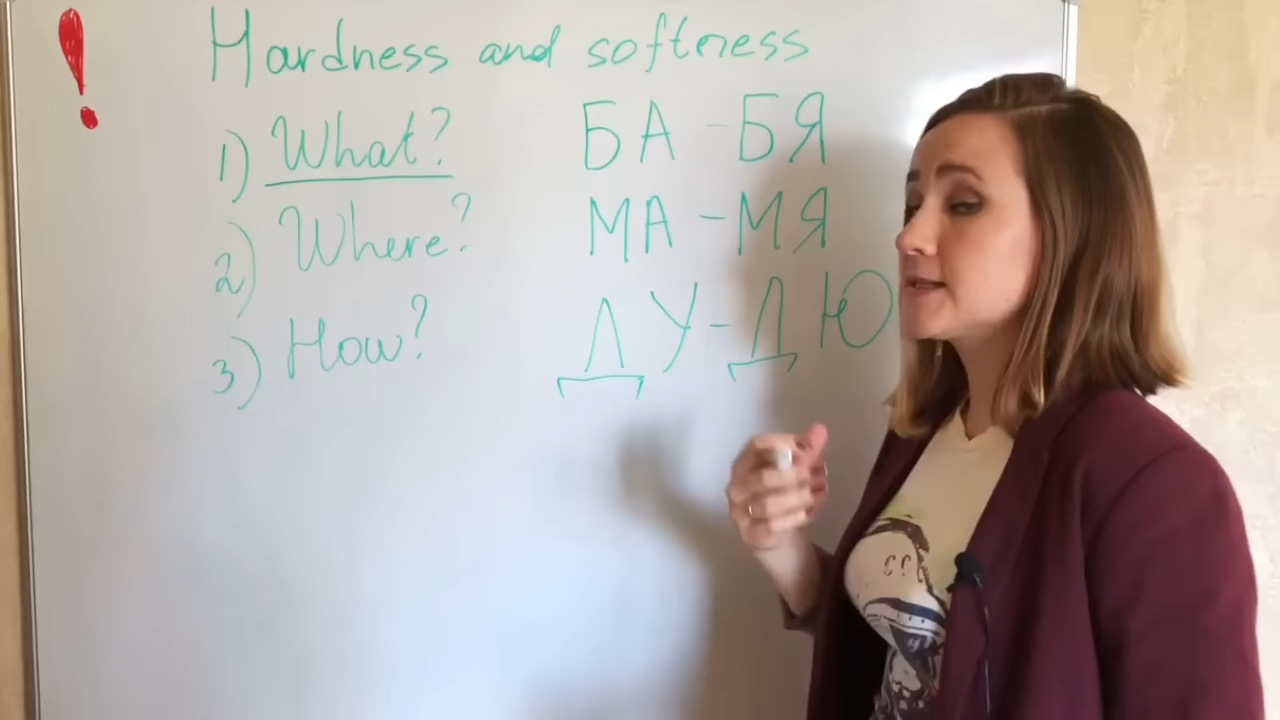 Hardness and softness
1) What? БА - БЯ
2) Where? МА - МЯ
3) How? ДУ - ДЮ